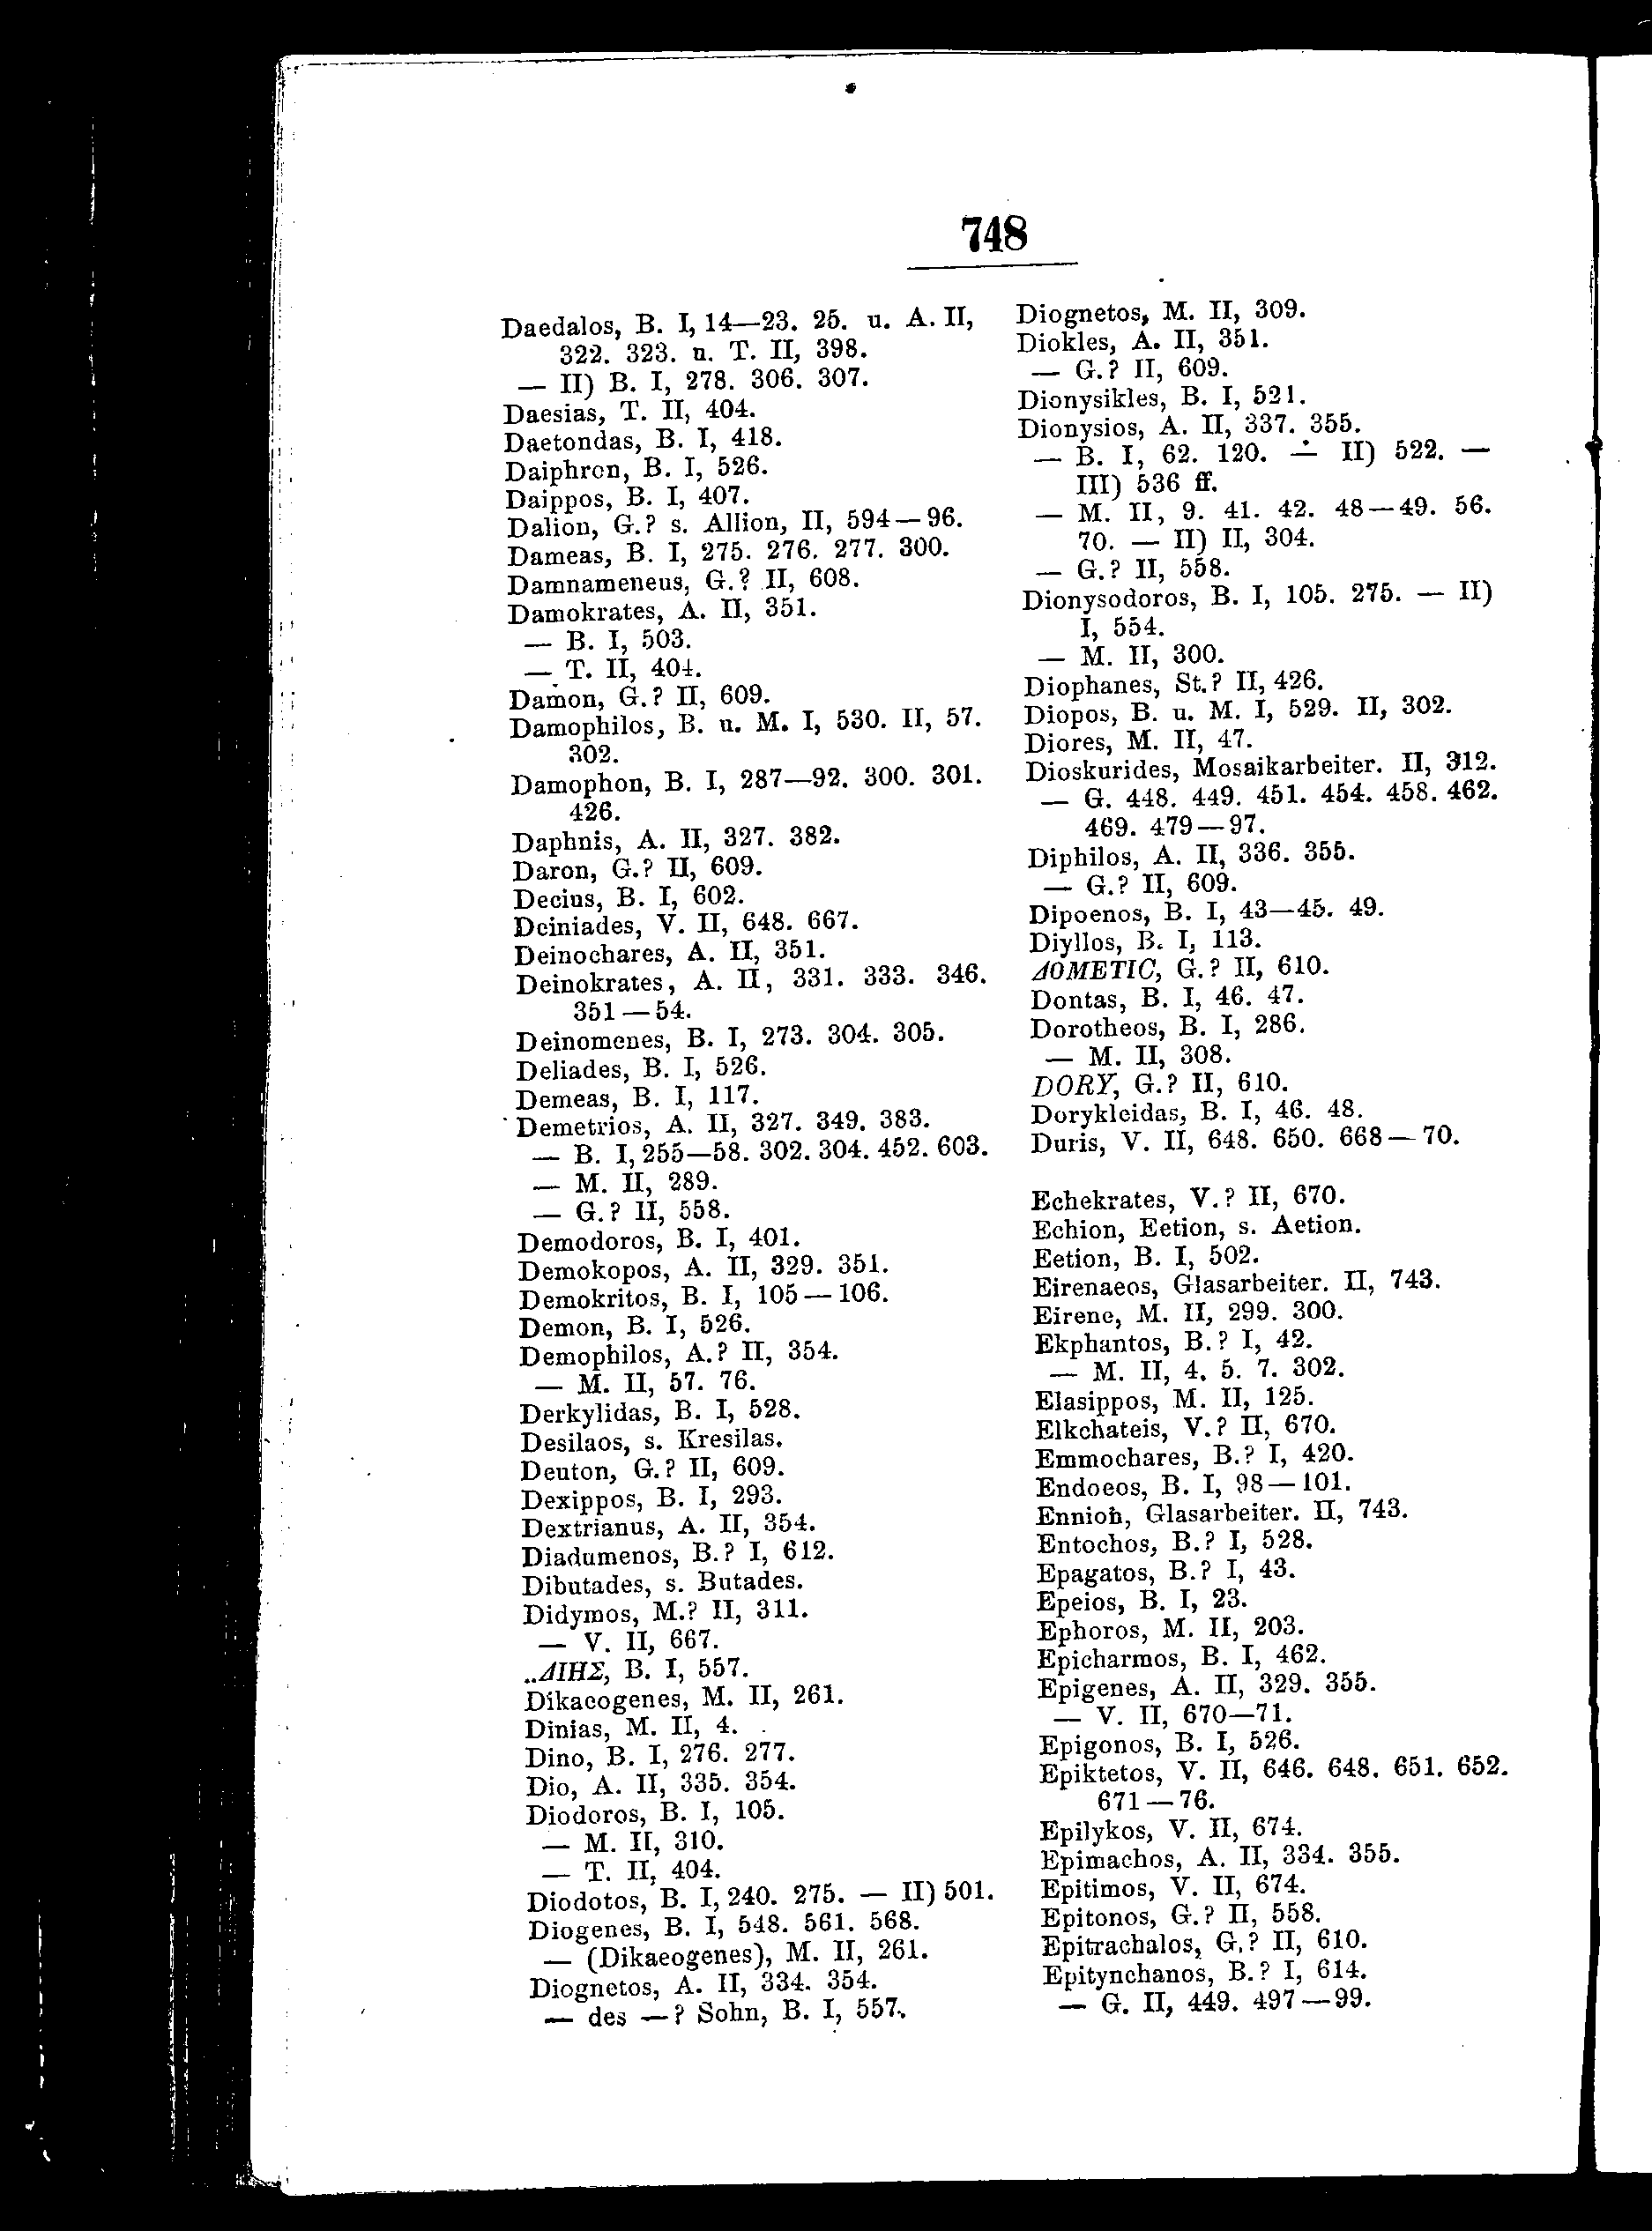 748
Daedalos, B. I, 14—23. 25. u. A. II,
322. 323. u. T. II, 398.
— II) B. I, 278. 306. 307.
Daesias, T. II, 404.
Daetondas, B. I, 418.
Daiphron, B. I, 526.
Daippos, B. I, 407.
Dalion, G.? s. Allion, II, 594—96.
Dameas, B. I, 275. 276. 277. 300.
Damnameneus, G.? II, 608.
Damokrates, A. II, 351.
— B. I, 503.
— T. II, 404.
Damon, G.? II, 609.
Damophilos, B. u. M. I, 530. II, 57.
302.
Damophon, B. I, 287—92. 300. 301.
426.
Daphnis, A. II, 327. 382.
Daron, G.? II, 609.
Decius, B. I, 602.
Deiniades, V. II, 648. 667.
Deinochares, A. II, 351.
Deinokrates, A. II, 331. 333. 346.
351—54.
Deinomenes, B. I, 273. 304. 305.
Deliades, B. I, 526.
Demeas, B. I, 117.
Demetrios, A. II, 327. 349. 383.
— B. I, 255—58. 302. 304. 452. 603.
— M. II, 289.
— G.? II, 558.
Demodoros, B. I, 401.
Demokopos, A. II, 329. 351.
Demokritos, B. I, 105—106.
Demon, B. I, 526.
Demophilos, A.? II, 354.
— M. II, 57. 76.
Derkylidas, B. I, 528.
Desilaos, s. Kresilas.
Deuton, G.? II, 609.
Dexippos, B. I, 293.
Dextrianus, A. II, 354.
Diadumenos, B.? I, 612.
Dibutades, s. Butades.
Didymos, M.? II, 311.
— V. II, 667.
..ΔΙΗΣ, B. I, 557.
Dikaeogenes, M. II, 261.
Dinias, M. II, 4.
Dino, B. I, 276. 277.
Dio, A. II, 335. 354.
Diodoros, B. I, 105.
— M. II, 310.
— T. II, 404.
Diodotos, B. I, 240. 275. — II) 501.
Diogenes, B. I, 548. 561. 568.
— (Dikaeogenes), M. II, 261.
Diognetos, A. II, 334. 354.
— des —? Sohn, B. I, 557.
Diognetos, M. II, 309.
Diokles, A. II, 351.
— G.? II, 609.
Dionysikles, B. I, 521.
Dionysios, A. II, 337. 355.
— B. I, 62. 120. — II) 522. —
III) 536 ff.
— M. II, 9. 41. 42. 48—49. 56.
70. — II) II, 304.
— G.? II, 558.
Dionysodoros, B. I, 105. 275. — II)
I, 554.
— M. II, 300.
Diophanes, St.? II, 426.
Diopos, B. u. M. I, 529. II, 302.
Diores, M. II, 47.
Dioskurides, Mosaikarbeiter. II, 312.
— G. 448. 449. 451. 454. 458. 462.
469. 479—97.
Diphilos, A. II, 336. 355.
— G.? II, 609.
Dipoenos, B. I, 43—45. 49.
Diyllos, B. I, 113.
ΔOMETIC, G.? II, 610.
Dontas, B. I, 46. 47.
Dorotheos, B. I, 286.
— M. II, 308.
DORY, G.? II, 610.
Dorykleidas, B. I, 46. 48.
Duris, V. II, 648. 650. 668—70.
Echekrates, V.? II, 670.
Echion, Eetion, s. Aetion.
Eetion, B. I, 502.
Eirenaeos, Glasarbeiter. II, 743.
Eirene, M. II, 299. 300.
Ekphantos, B.? I, 42.
— M. II, 4. 5. 7. 302.
Elasippos, M. II, 125.
Elkchateis, V.? II, 670.
Emmochares, B.? I, 420.
Endoeos, B. I, 98—101.
Ennion, Glasarbeiter. II, 743.
Entochos, B.? I, 528.
Epagatos, B.? I, 43.
Epeios, B. I, 23.
Ephoros, M. II, 203.
Epicharmos, B. I, 462.
Epigenes, A. II, 329. 355.
— V. II, 670—71.
Epigonos, B. I, 526.
Epiktetos, V. II, 646. 648. 651. 652.
671—76.
Epilykos, V. II, 674.
Epimachos, A. II, 334. 355.
Epitimos, V. II, 674.
Epitonos, G.? II, 558.
Epitrachalos, G.? II, 610.
Epitynchanos, B.? I, 614.
— G. II, 449. 497—99.